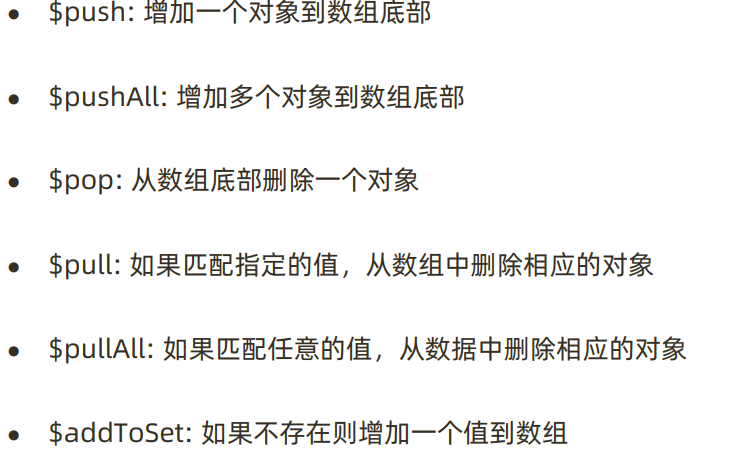 ● $push: 增加一个对象到数组底部
● $pushAll: 增加多个对象到数组底部
● $pop: 从数组底部删除一个对象
● $pull: 如果匹配指定的值，从数组中删除相应的对象
● $pullAll: 如果匹配任意的值，从数据中删除相应的对象
● $addToSet: 如果不存在则增加一个值到数组